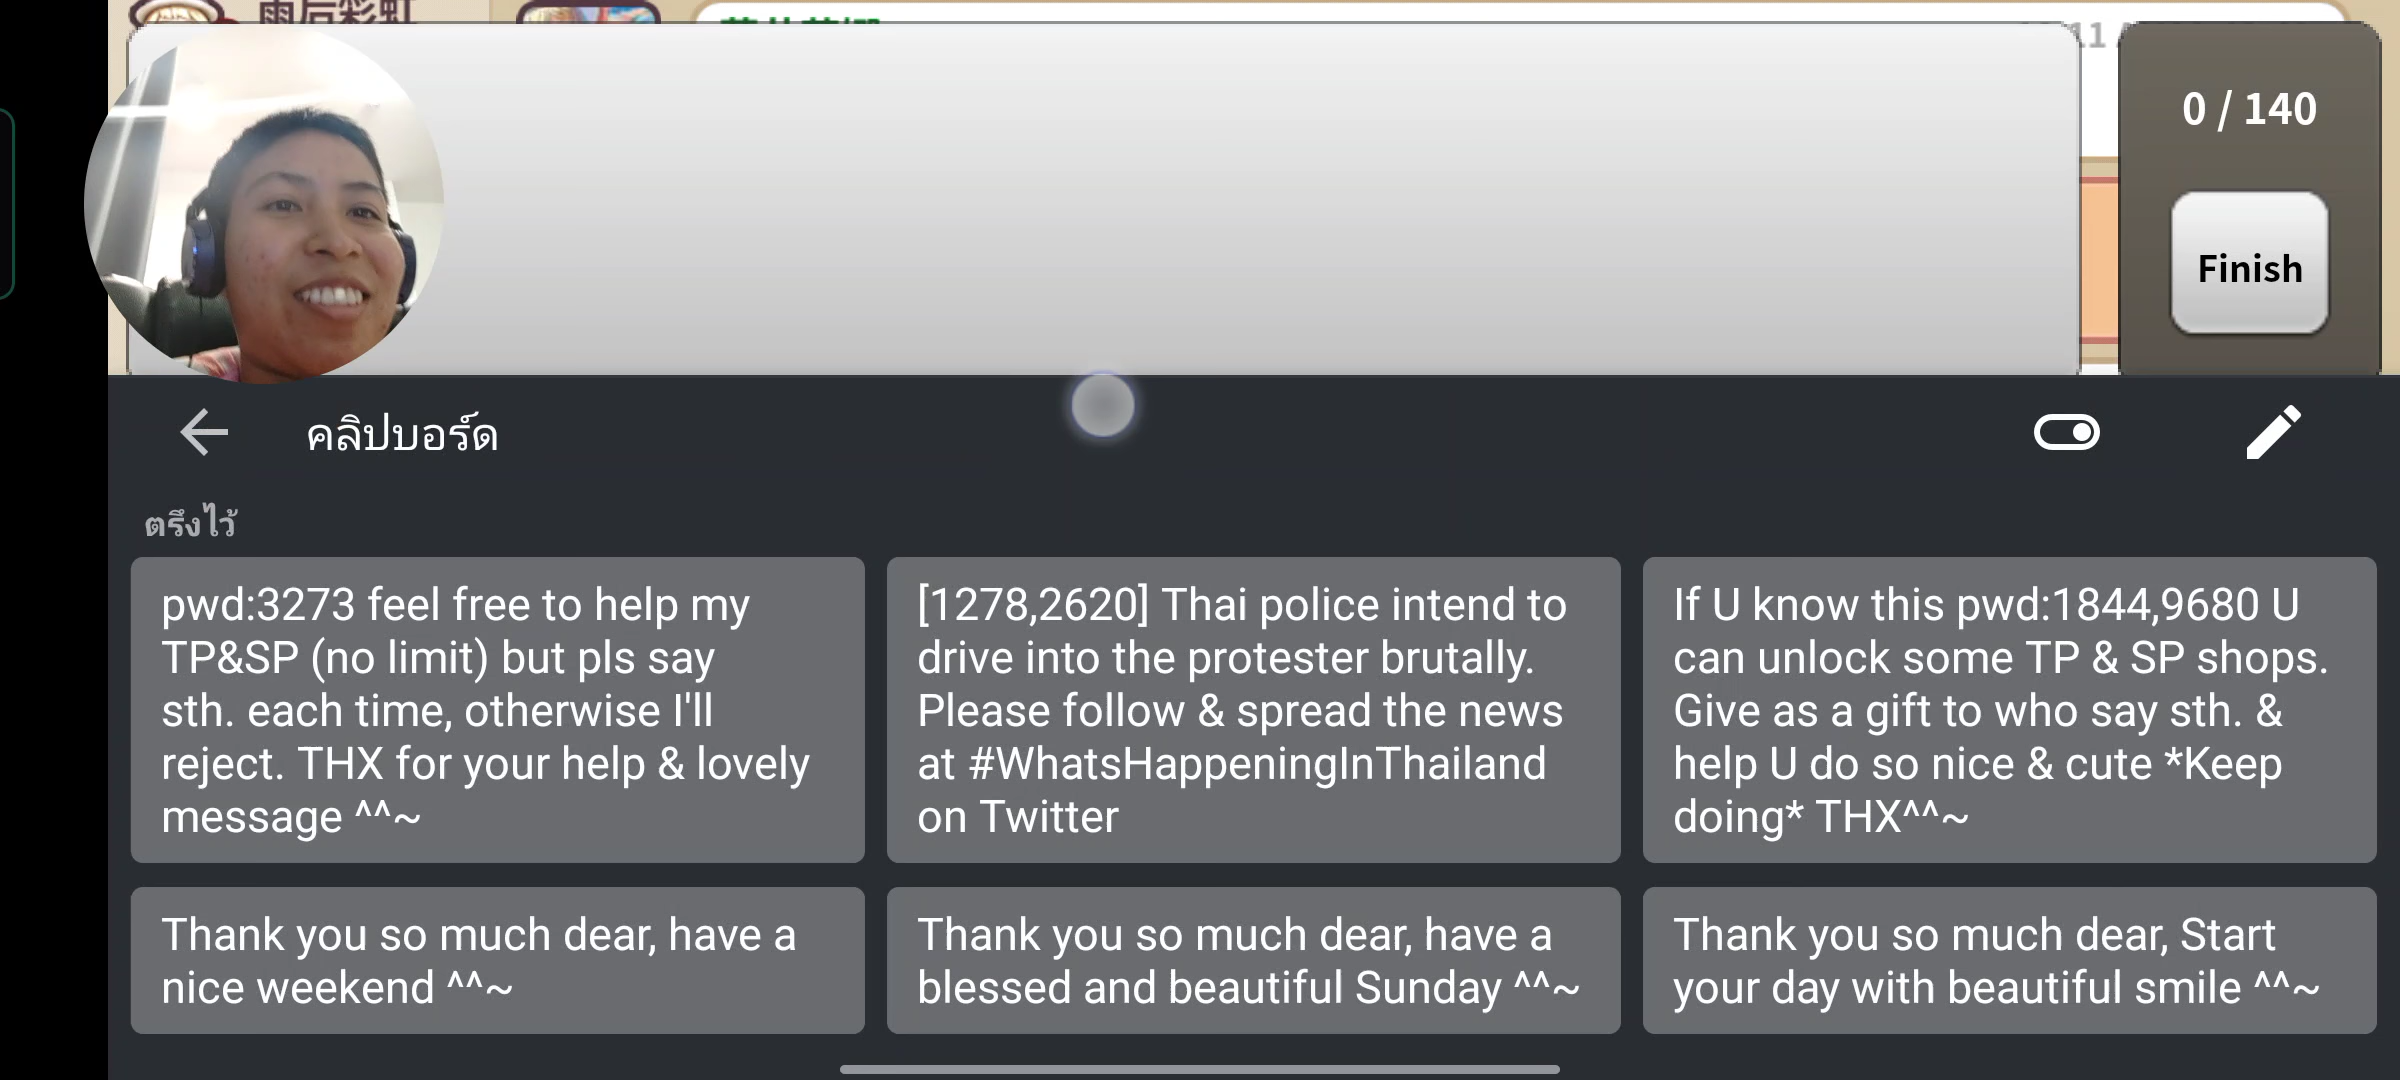 雨后彩虹
11
0 / 140
Finish
คลิปบอร์ด
ตรึงไว้
pwd:3273 feel free to help my
TP&SP (no limit) but pls say
sth. each time, otherwise I'll
reject. THX for your help & lovely
message ^^~
[1278,2620] Thai police intend to
drive into the protester brutally.
Please follow & spread the news
at #WhatsHappeningInThailand
on Twitter
If U know this pwd:1844,9680 U
can unlock some TP & SP shops.
Give as a gift to who say sth. &
help U do so nice & cute *Keep
doing* THX^^~
Thank you so much dear, have a
nice weekend ^^~
Thank you so much dear, have a
blessed and beautiful Sunday ^^~
Thank you so much dear, Start
your day with beautiful smile ^^~